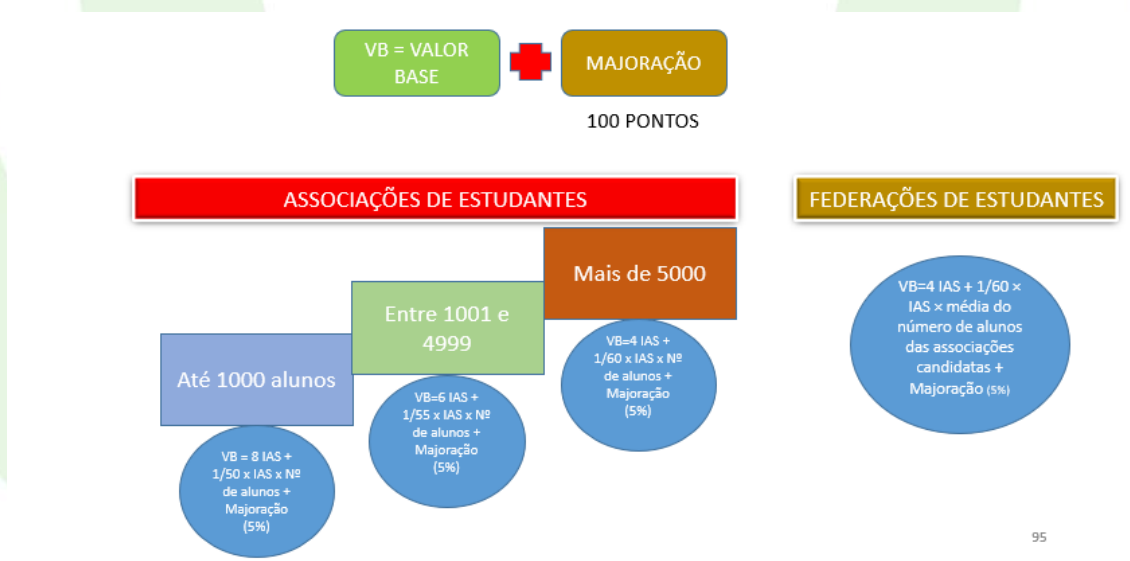 VB = VALOR
BASE
MAJORAÇÃO
100 PONTOS
ASSOCIAÇÕES DE ESTUDANTES
FEDERAÇÕES DE ESTUDANTES
Até 1000 alunos
VB = 8 IAS +
1/50 x IAS x Nº
de alunos +
Majoração
(5%)
Entre 1001 e
4999
VB=6 IAS +
1/55 x IAS x Nº
de alunos +
Majoração
(5%)
Mais de 5000
VB=4 IAS +
1/60 x IAS x Nº
de alunos +
Majoração
(5%)
VB=4 IAS + 1/60 ×
IAS × média do
número de alunos
das associações
candidatas +
Majoração (5%)
95